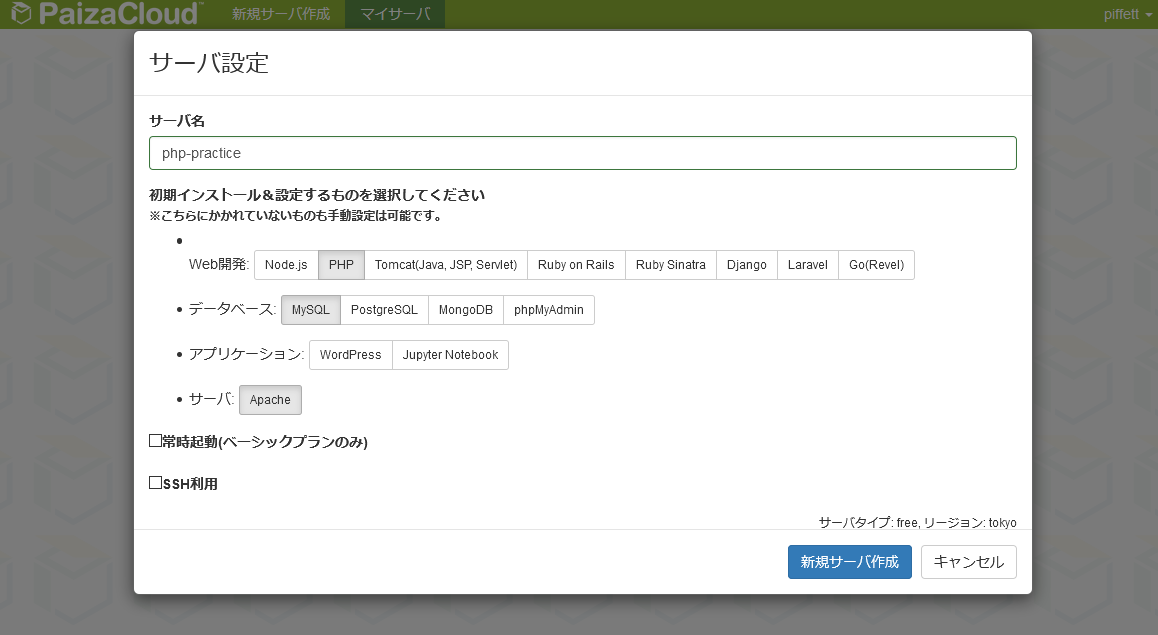 PaizaCloud™ 新規サーバ作成 マイサーバ piffett
サーバ設定
サーバ名
php-practice
初期インストール＆設定するものを選択してください
※こちらにかかれていないものも手動設定は可能です。
Web開発: Node.js PHP Tomcat(Java, JSP, Servlet) Ruby on Rails Ruby Sinatra Django Laravel Go(Revel)
データベース: MySQL PostgreSQL MongoDB phpMyAdmin
アプリケーション: WordPress Jupyter Notebook
サーバ: Apache
常時起動(ベーシックプランのみ)
SSH利用
サーバタイプ: free, リージョン: tokyo
新規サーバ作成 キャンセル